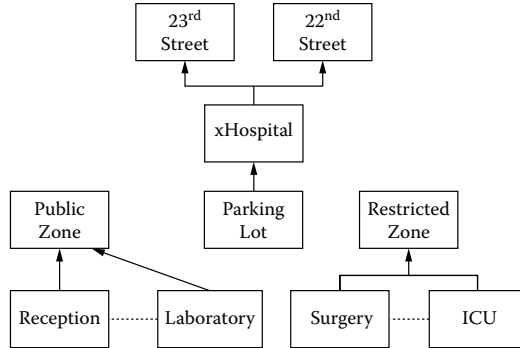 23rd
Street
22nd
Street
xHospital
Public
Zone
Parking
Lot
Restricted
Zone
Reception
Laboratory
Surgery
ICU